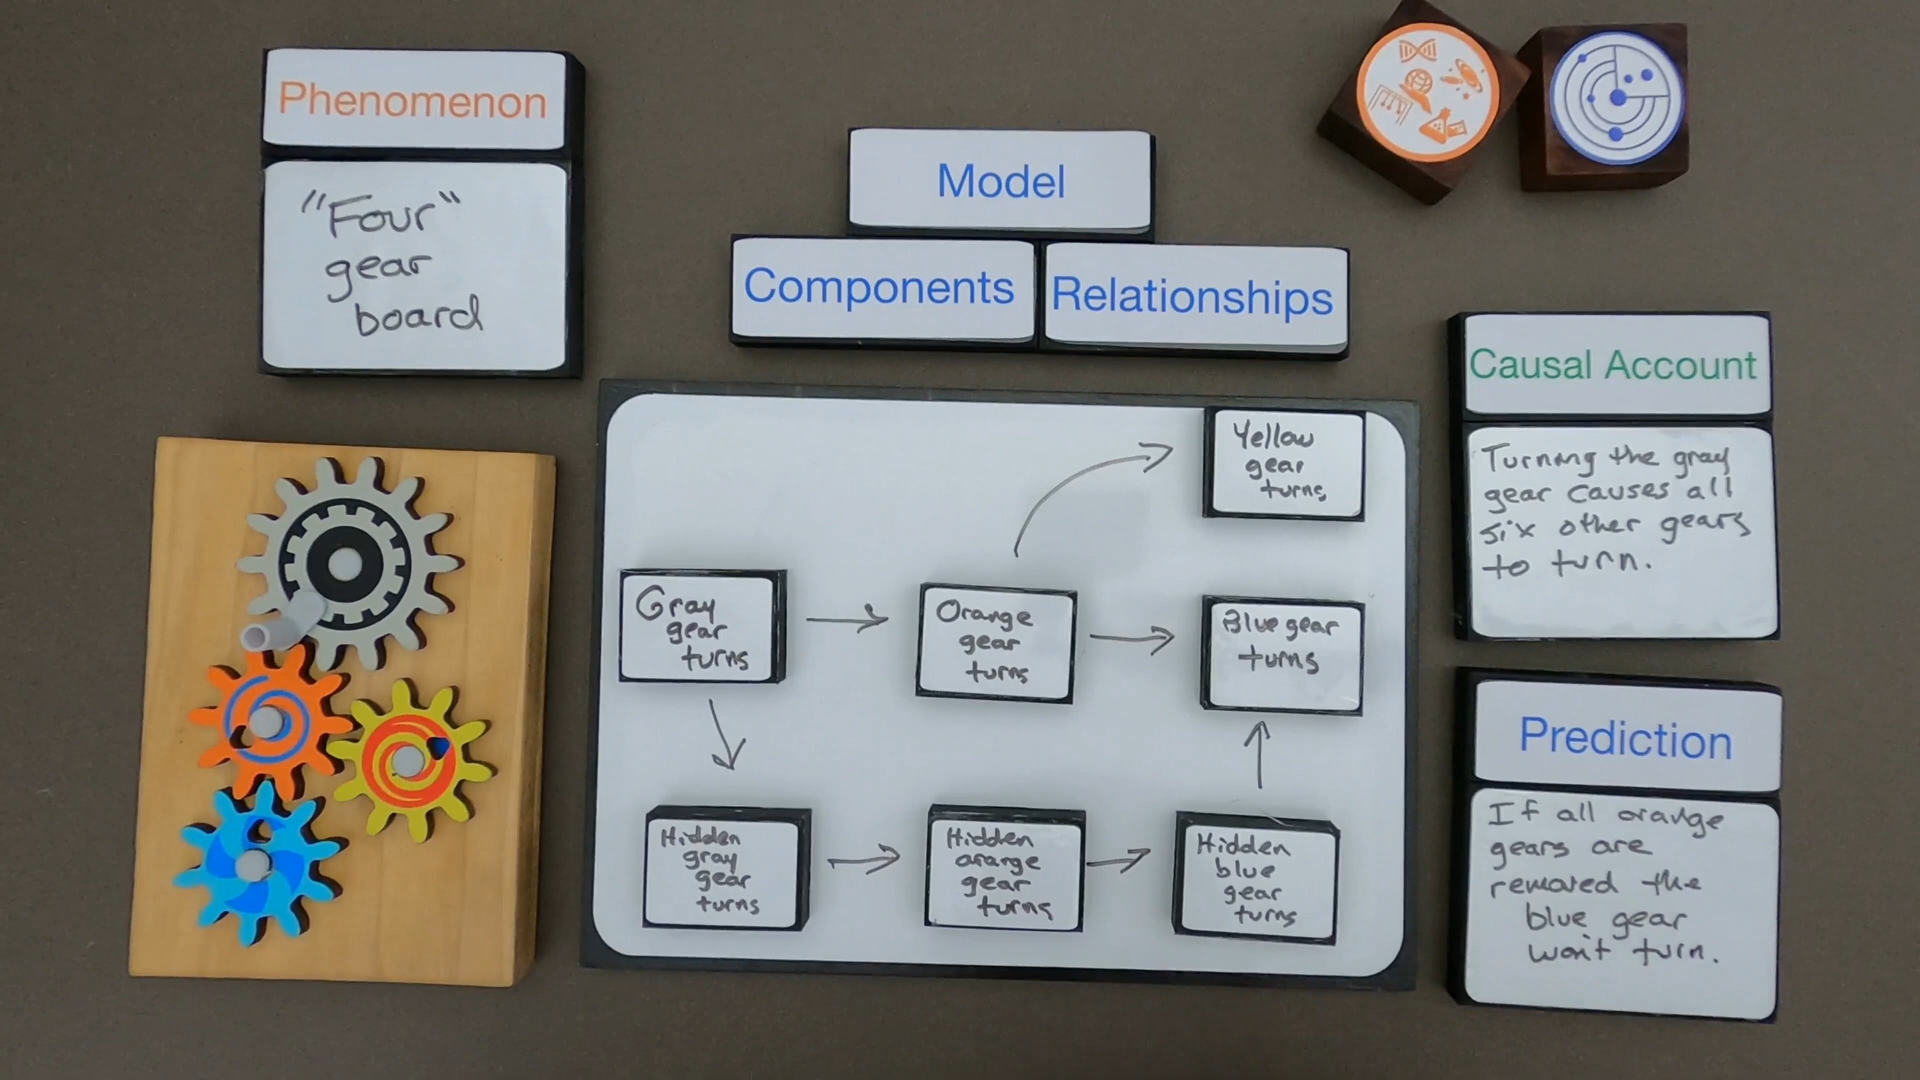 Phenomenon
"Four"
gear
board
Model
Components
Relationships
Yellow
gear
turns
Gray
gear
turns
Orange
gear
turns
Blue gear
turns
Hidden
gray
gear
turns
Hidden
orange
gear
turns
Hidden
blue
gear
turns
Causal Account
Turning the gray
gear causes all
six other gears
to turn.
Prediction
If all orange
gears are
removed the
blue gear
won't turn.